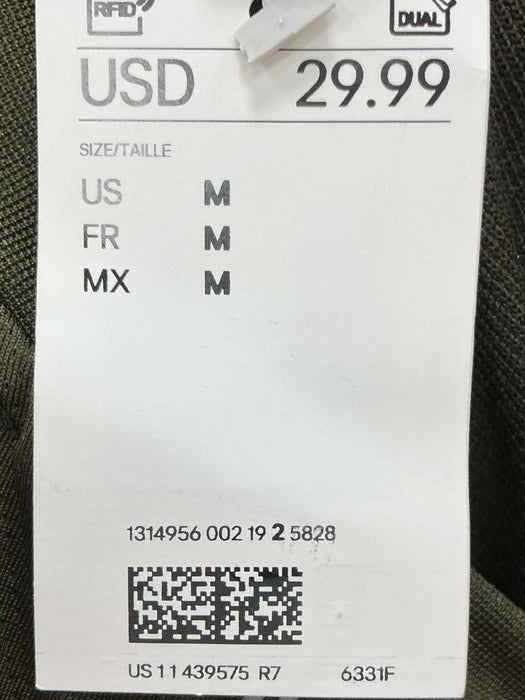 RFID
DUAL
USD 29.99
SIZE/TAILLE
US M
FR M
MX M
1314956 002 19 2 5828
US 11 439575 R7 6331F